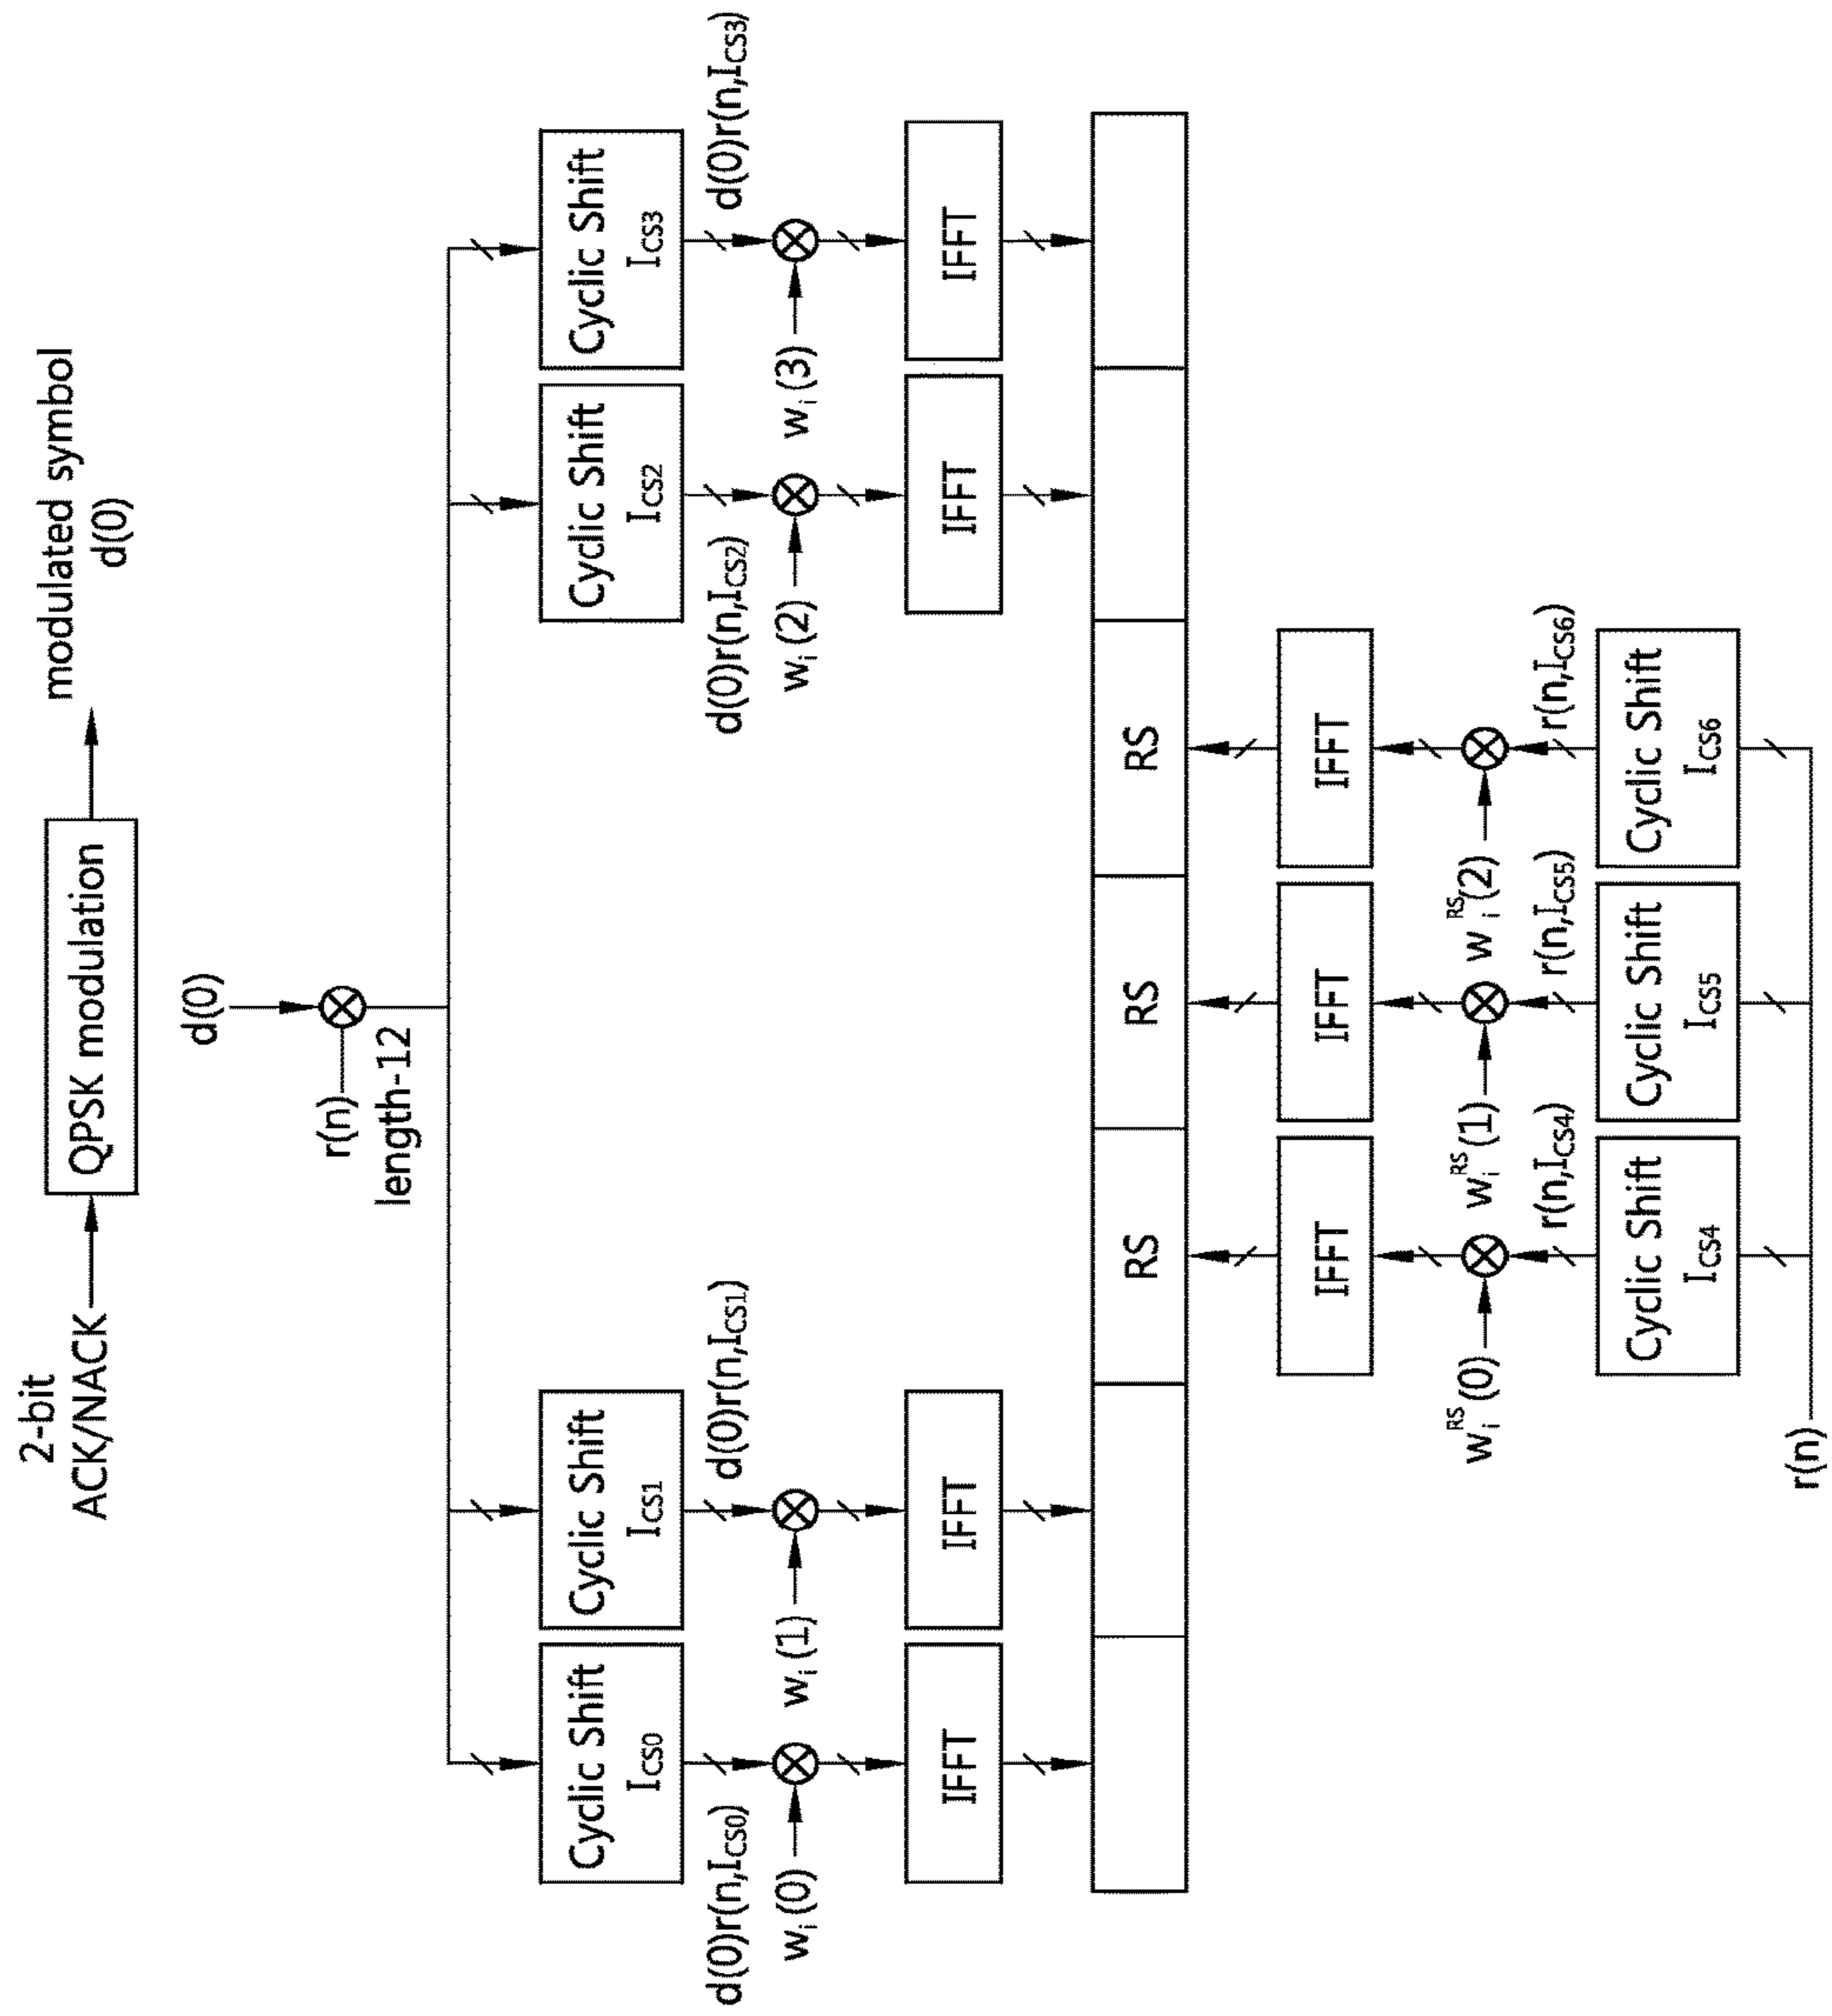 2-bit
ACK/NACK
QPSK modulation
modulated symbol
d(0)
d(0)
r(n)
length-12
Cyclic Shift
I_CS0
Cyclic Shift
I_CS1
Cyclic Shift
I_CS2
Cyclic Shift
I_CS3
d(0)r(n,I_CS0)
d(0)r(n,I_CS1)
d(0)r(n,I_CS2)
d(0)r(n,I_CS3)
w_i(0)
w_i(1)
w_i(2)
w_i(3)
IFFT
IFFT
IFFT
IFFT
RS
RS
RS
IFFT
IFFT
IFFT
w_i^RS(0)
w_i^RS(1)
w_i^RS(2)
r(n,I_CS4)
r(n,I_CS5)
r(n,I_CS6)
Cyclic Shift
I_CS4
Cyclic Shift
I_CS5
Cyclic Shift
I_CS6
r(n)